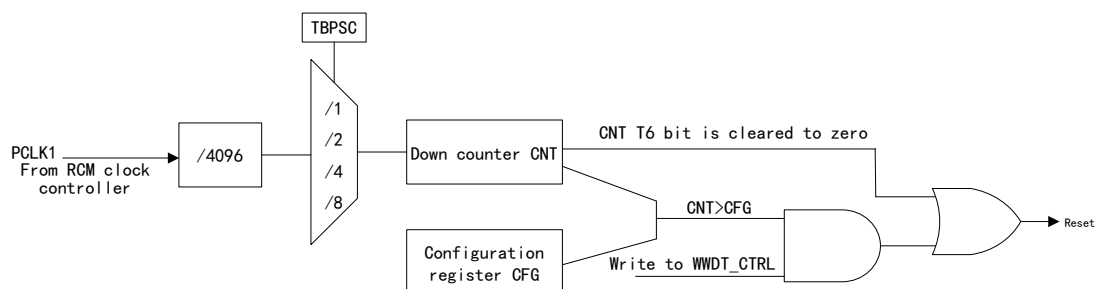 TBPSC
/1
/2
/4
/8
PCLK1
From RCM clock
controller
/4096
Down counter CNT
CNT T6 bit is cleared to zero
CNT>CFG
Configuration
register CFG
Write to WWDT_CTRL
Reset